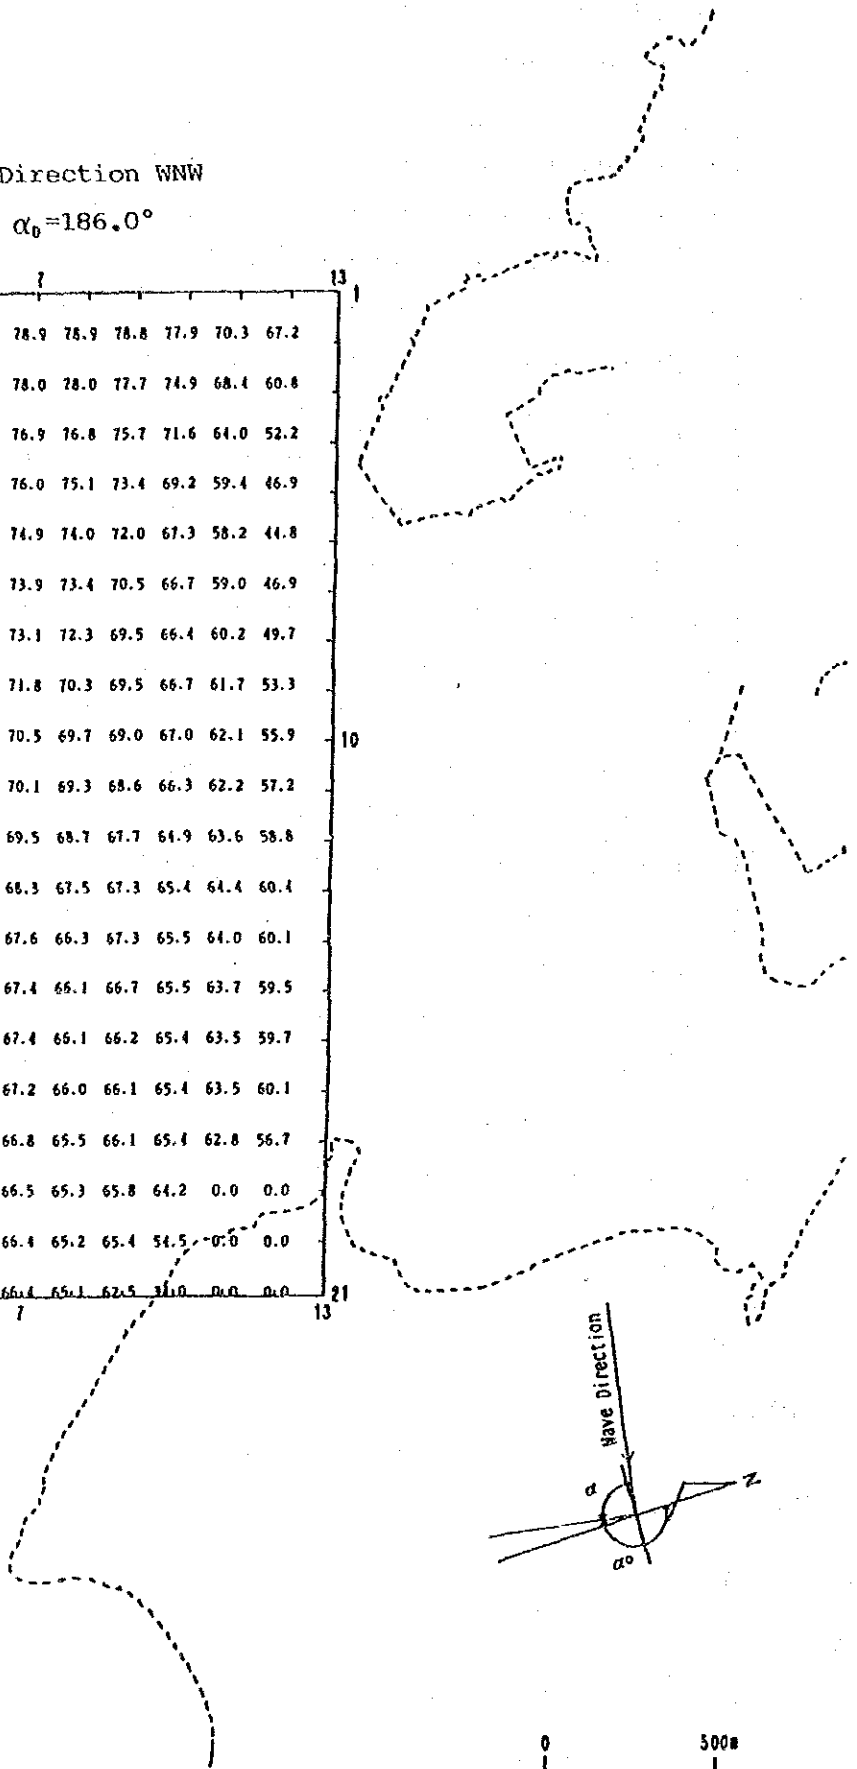 Direction WNW
α₀=186.0°
7 13
1
78.9 78.9 78.8 77.9 70.3 67.2
78.0 78.0 77.7 74.9 68.4 60.8
76.9 76.8 75.7 71.6 64.0 52.2
76.0 75.1 73.4 69.2 59.4 46.9
74.9 74.0 72.0 67.3 58.2 44.8
73.9 73.4 70.5 66.7 59.0 46.9
73.1 72.3 69.5 66.4 60.2 49.7
71.8 70.3 69.5 66.7 61.7 53.3
70.5 69.7 69.0 67.0 62.1 55.9
10
70.1 69.3 68.6 66.3 62.2 57.2
69.5 68.7 67.7 64.9 63.6 58.8
68.3 67.5 67.3 65.4 64.4 60.4
67.6 66.3 67.3 65.5 64.0 60.1
67.4 66.1 66.7 65.5 63.7 59.5
67.4 66.1 66.2 65.4 63.5 59.7
67.2 66.0 66.1 65.4 63.5 60.1
66.8 65.5 66.1 65.4 62.8 56.7
66.5 65.3 65.8 64.2 0.0 0.0
66.4 65.2 65.4 54.5 0.0 0.0
66.4 65.1 62.5 0.0 0.0
21
7 13
Wave Direction
α
N
α°
0 500m